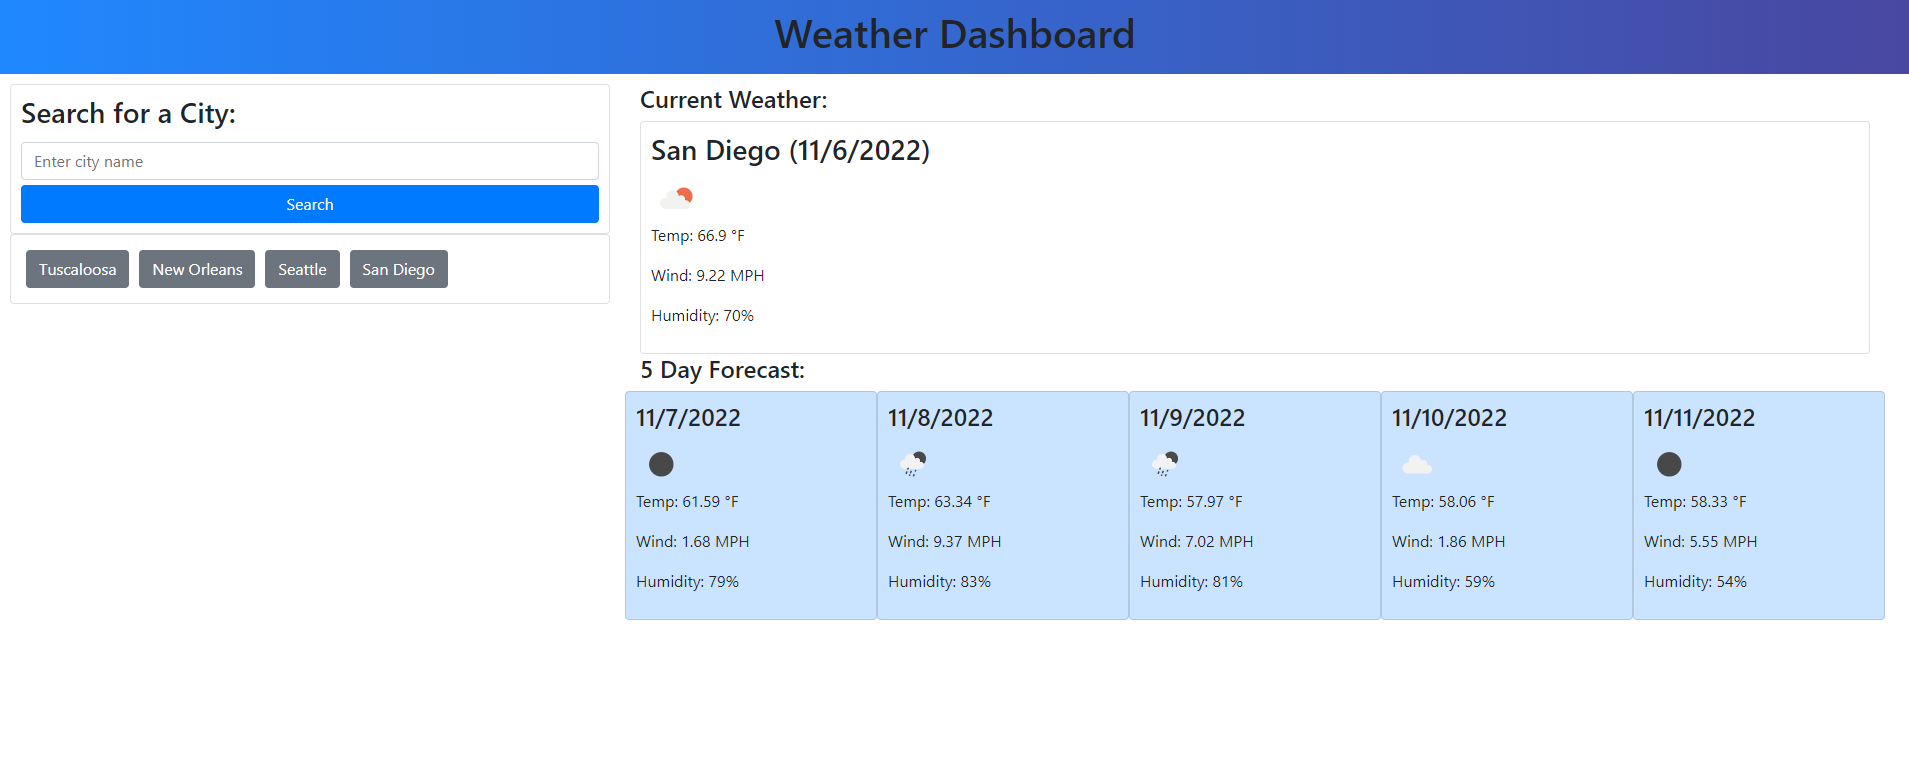 Weather Dashboard
Search for a City:
Enter city name
Search
Tuscaloosa
New Orleans
Seattle
San Diego
Current Weather:
San Diego (11/6/2022)
Temp: 66.9 °F
Wind: 9.22 MPH
Humidity: 70%
5 Day Forecast:
11/7/2022
Temp: 61.59 °F
Wind: 1.68 MPH
Humidity: 79%
11/8/2022
Temp: 63.34 °F
Wind: 9.37 MPH
Humidity: 83%
11/9/2022
Temp: 57.97 °F
Wind: 7.02 MPH
Humidity: 81%
11/10/2022
Temp: 58.06 °F
Wind: 1.86 MPH
Humidity: 59%
11/11/2022
Temp: 58.33 °F
Wind: 5.55 MPH
Humidity: 54%